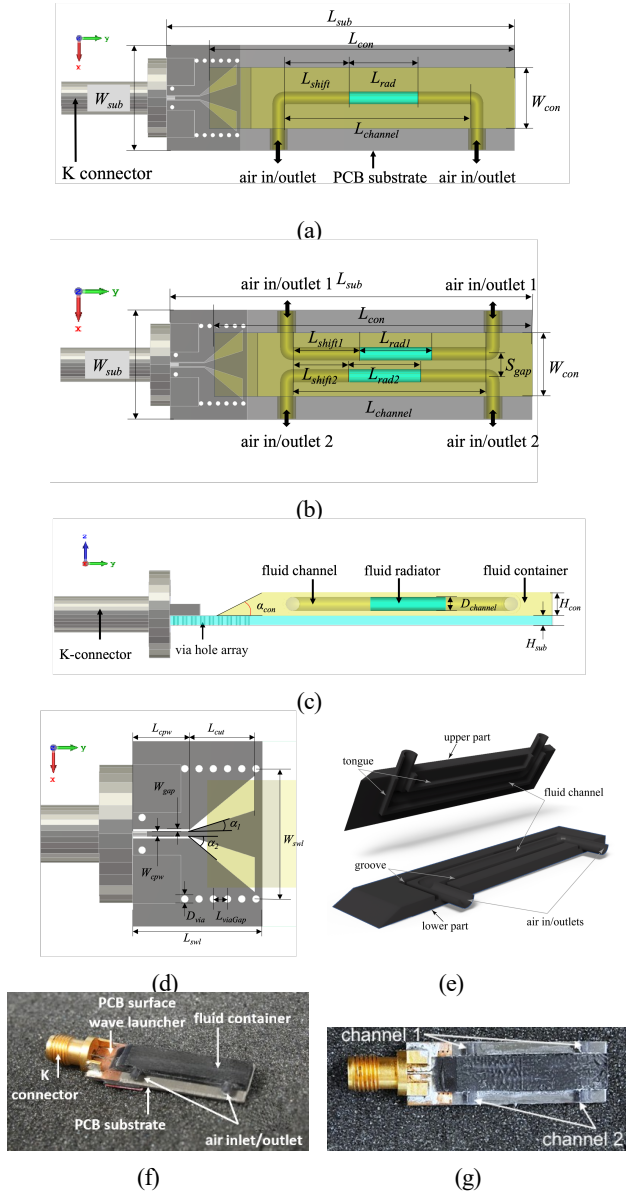 L_sub
L_con
y
x
L_shift
L_rad
W_sub
W_con
L_channel
K connector
air in/outlet
PCB substrate
air in/outlet
(a)
air in/outlet 1
L_sub
air in/outlet 1
y
x
L_con
L_shift1
L_rad1
W_sub
S_gap
W_con
L_shift2
L_rad2
L_channel
air in/outlet 2
air in/outlet 2
(b)
z
y
x
fluid channel
fluid radiator
fluid container
α_con
D_channel
H_con
K-connector
via hole array
H_sub
(c)
L_cpw
L_cut
y
x
W_gap
α_1
α_2
W_swl
W_cpw
D_via
L_viaGap
L_swl
(d)
upper part
tongue
fluid channel
groove
air in/outlets
lower part
(e)
PCB surface
wave launcher
fluid container
K
connector
PCB substrate
air inlet/outlet
(f)
channel 1
channel 2
(g)